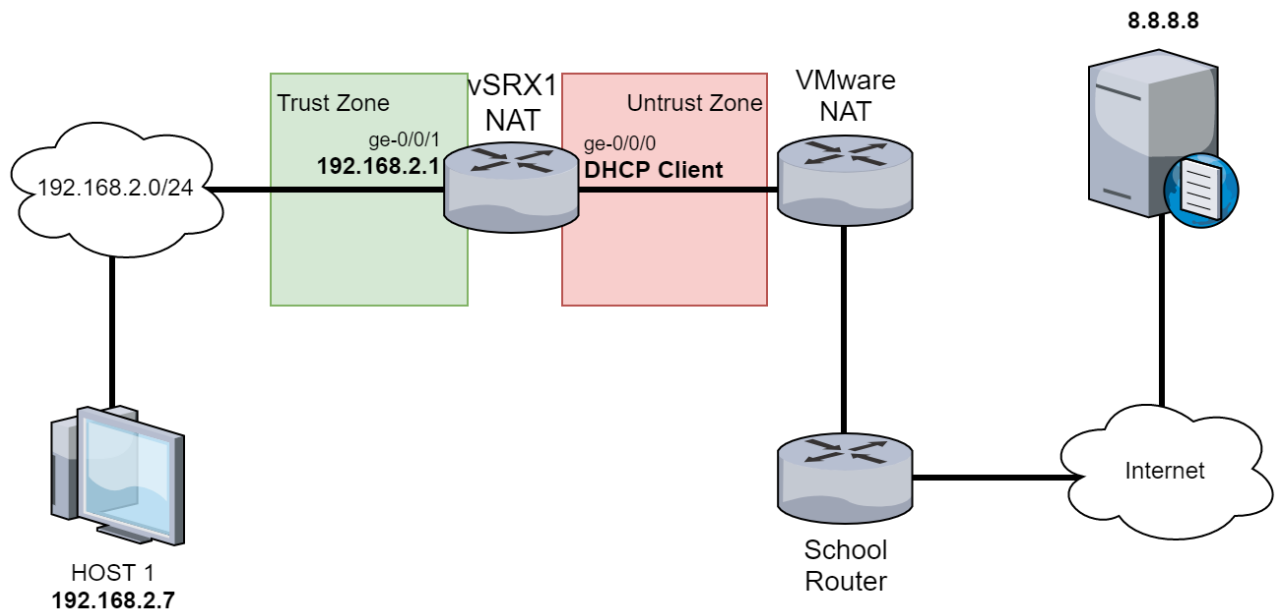 8.8.8.8
vSRX1
NAT
VMware
NAT
Trust Zone
Untrust Zone
ge-0/0/1
192.168.2.1
ge-0/0/0
DHCP Client
192.168.2.0/24
Internet
School
Router
HOST 1
192.168.2.7